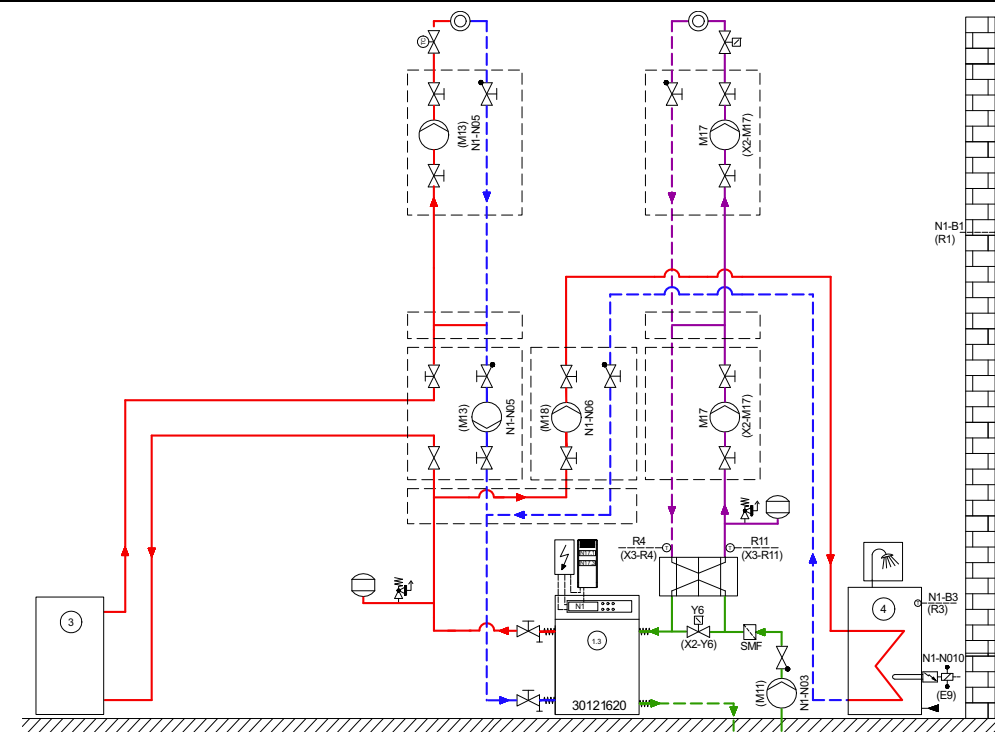 (M13)
N1-N05
M17
(X2-M17)
N1-B1
(R1)
(M13)
N1-N05
(M18)
N1-N06
M17
(X2-M17)
R4
(X3-R4)
T
T
R11
(X3-R11)
N1
Y6
(X2-Y6)
SMF
3
1.3
4
T
N1-B3
(R3)
N1-N010
(E9)
(M11)
N1-N03
30121620